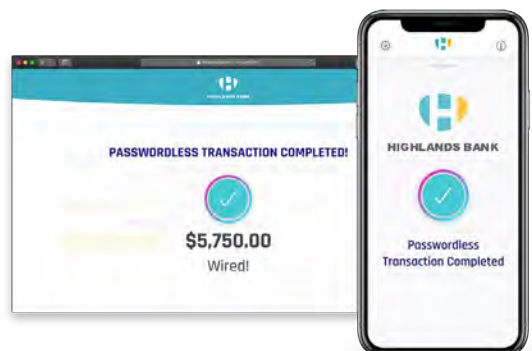 HIGHLANDS BANK
PASSWORDLESS TRANSACTION COMPLETED!
$5,750.00
Wired!
HIGHLANDS BANK
Passwordless
Transaction Completed